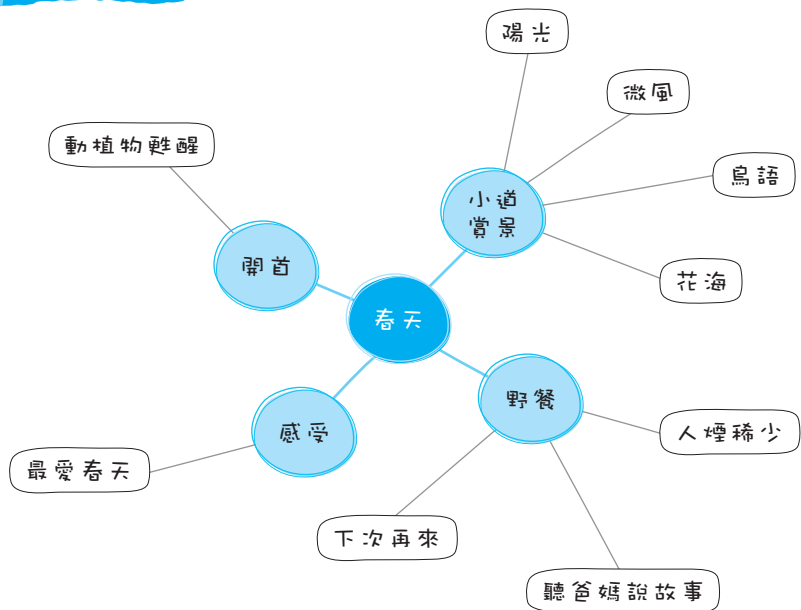 陽光
微風
動植物甦醒
鳥語
小道
賞景
開首
花海
春天
野餐
感受
人煙稀少
最愛春天
下次再來
聽爸媽說故事